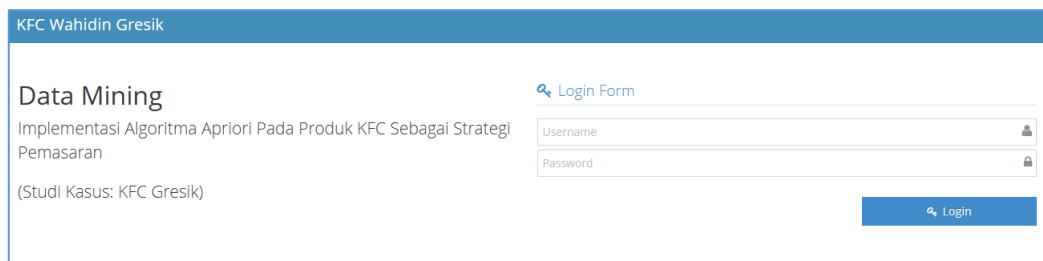 KFC Wahidin Gresik
Data Mining
Implementasi Algoritma Apriori Pada Produk KFC Sebagai Strategi
Pemasaran
(Studi Kasus: KFC Gresik)
Login Form
Username
Password
Login